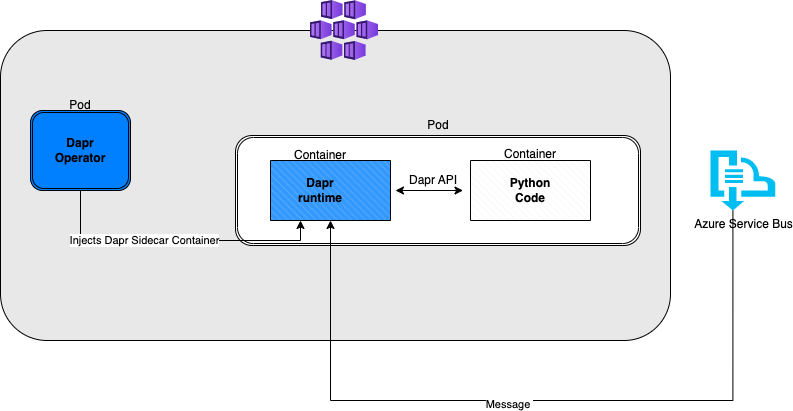 Pod
Dapr
Operator
Pod
Container
Container
Dapr
runtime
Dapr API
Python
Code
Azure Service Bus
Injects Dapr Sidecar Container
Message